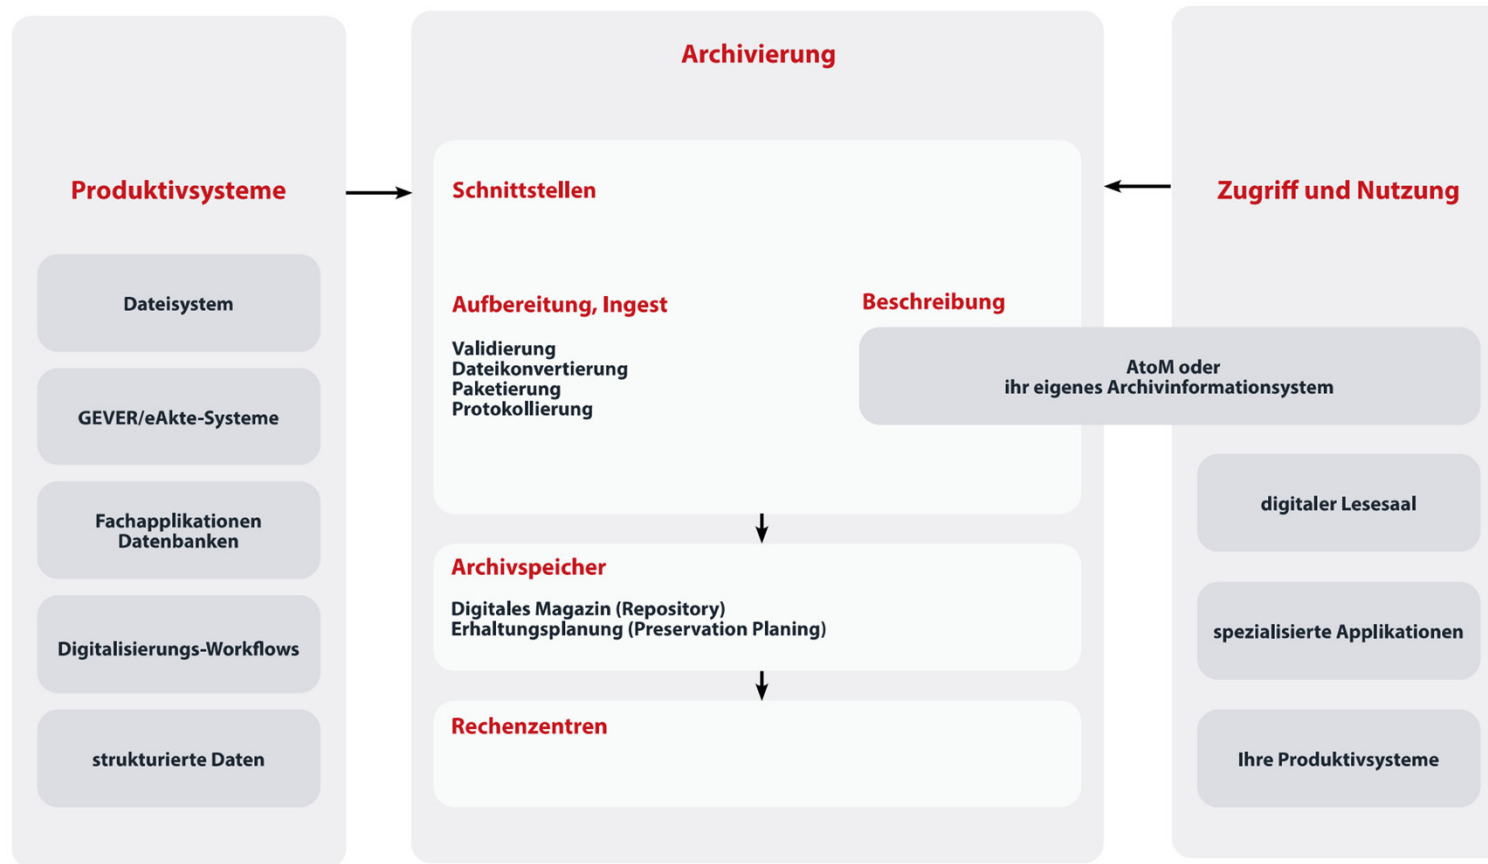 Produktivsysteme
Dateisystem
GEVER/eAkte-Systeme
Fachapplikationen
Datenbanken
Digitalisierungs-Workflows
strukturierte Daten
Archivierung
Schnittstellen
Aufbereitung, Ingest
Validierung
Dateikonvertierung
Paketierung
Protokollierung
Beschreibung
AtoM oder
ihr eigenes Archivinformationsystem
Archivspeicher
Digitales Magazin (Repository)
Erhaltungsplanung (Preservation Planing)
Rechenzentren
Zugriff und Nutzung
digitaler Lesesaal
spezialisierte Applikationen
Ihre Produktivsysteme